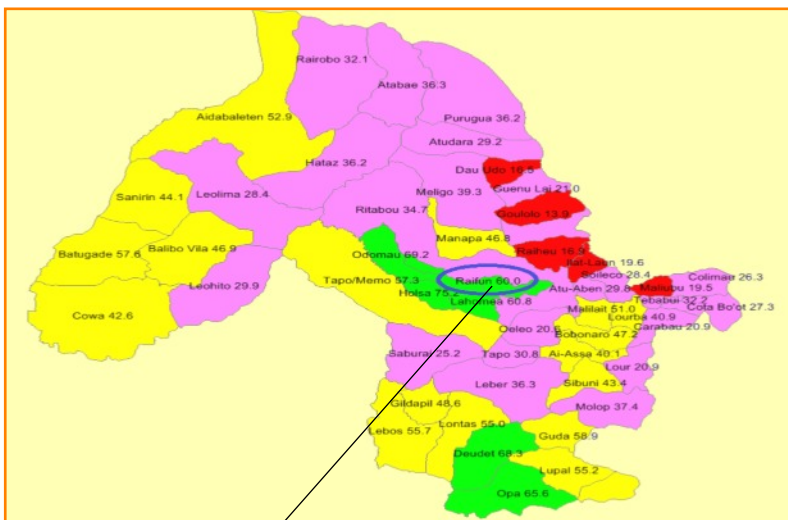 Rairobo 32.1
Atabae 36.3
Aidabaleten 52.9
Purugua 36.2
Atudara 29.2
Hataz 36.2
Dau Udo 16.5
Guenu Lai 21.0
Leolima 28.4
Meligo 39.3
Sanirin 44.1
Ritabou 34.7
Goulolo 13.9
Manapa 46.8
Balibo Vila 46.9
Odomau 69.2
Batugade 57.6
Raiheu 16.9
Ilat-Laun 19.6
Soileco 28.4
Colimau 26.3
Tapo/Memo 57.3
Raifun 60.0
Leohito 29.9
Holsa 75.2
Atu-Aben 29.8
Maliubu 19.5
Tebabui 32.2
Lahomea 60.8
Malilait 51.0
Cota Bo'ot 27.3
Cowa 42.6
Lourba 40.9
Oeleo 20.6
Bobonaro 47.2
Carabau 20.9
Saburai 25.2
Tapo 30.8
Ai-Assa 40.1
Lour 20.9
Leber 36.3
Sibuni 43.4
Gildapil 48.6
Molop 37.4
Lontas 55.0
Lebos 55.7
Guda 58.9
Deudet 68.3
Lupal 55.2
Opa 65.6